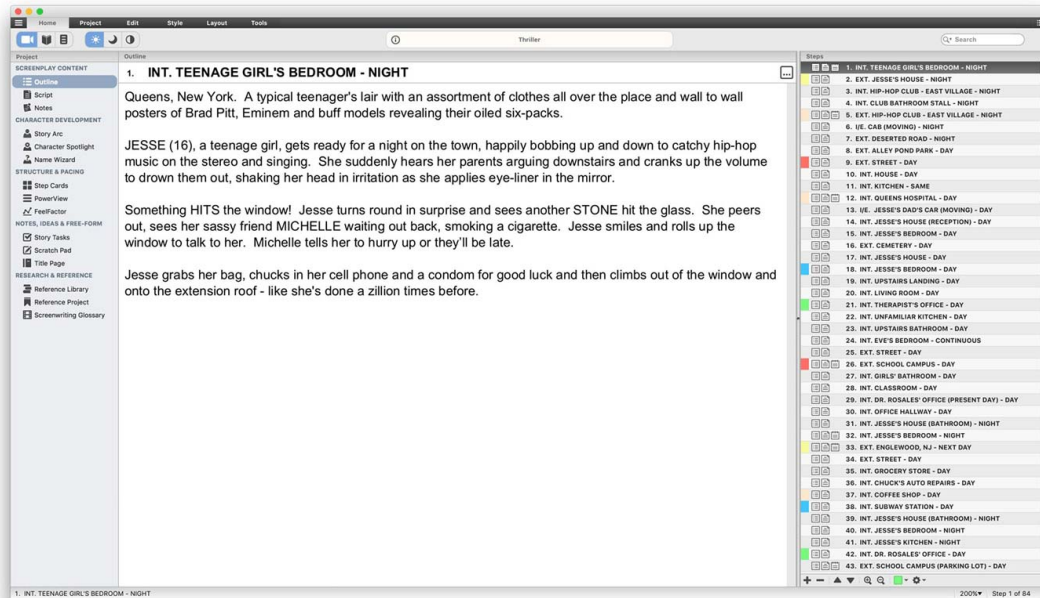 Home Project Edit Style Layout Tools
Thriller
Search
Project
SCREENPLAY CONTENT
Outline
Script
Notes
CHARACTER DEVELOPMENT
Story Arc
Character Spotlight
Name Wizard
STRUCTURE & PACING
Step Cards
PowerView
FeelFactor
NOTES, IDEAS & FREE-FORM
Story Tasks
Scratch Pad
Title Page
RESEARCH & REFERENCE
Reference Library
Reference Project
Screenwriting Glossary
Outline
1. INT. TEENAGE GIRL'S BEDROOM - NIGHT
Queens, New York. A typical teenager's lair with an assortment of clothes all over the place and wall to wall
posters of Brad Pitt, Eminem and buff models revealing their oiled six-packs.
JESSE (16), a teenage girl, gets ready for a night on the town, happily bobbing up and down to catchy hip-hop
music on the stereo and singing. She suddenly hears her parents arguing downstairs and cranks up the volume
to drown them out, shaking her head in irritation as she applies eye-liner in the mirror.
Something HITS the window! Jesse turns round in surprise and sees another STONE hit the glass. She peers
out, sees her sassy friend MICHELLE waiting out back, smoking a cigarette. Jesse smiles and rolls up the
window to talk to her. Michelle tells her to hurry up or they'll be late.
Jesse grabs her bag, chucks in her cell phone and a condom for good luck and then climbs out of the window and
onto the extension roof - like she's done a zillion times before.
Steps
1. INT. TEENAGE GIRL'S BEDROOM - NIGHT
2. EXT. JESSE'S HOUSE - NIGHT
3. INT. HIP-HOP CLUB - EAST VILLAGE - NIGHT
4. INT. CLUB BATHROOM STALL - NIGHT
5. EXT. HIP-HOP CLUB - EAST VILLAGE - NIGHT
6. I/E. CAB (MOVING) - NIGHT
7. EXT. DESERTED ROAD - NIGHT
8. EXT. ALLEY POND PARK - DAY
9. EXT. STREET - DAY
10. INT. HOUSE - DAY
11. INT. KITCHEN - SAME
12. INT. QUEENS HOSPITAL - DAY
13. I/E. JESSE'S DAD'S CAR (MOVING) - DAY
14. INT. JESSE'S HOUSE (RECEPTION) - DAY
15. INT. JESSE'S BEDROOM - DAY
16. EXT. CEMETERY - DAY
17. INT. JESSE'S HOUSE - DAY
18. INT. JESSE'S BEDROOM - DAY
19. INT. UPSTAIRS LANDING - DAY
20. INT. LIVING ROOM - DAY
21. INT. THERAPIST'S OFFICE - DAY
22. INT. UNFAMILIAR KITCHEN - DAY
23. INT. UPSTAIRS BATHROOM - DAY
24. INT. EVE'S BEDROOM - CONTINUOUS
25. EXT. STREET - DAY
26. EXT. SCHOOL CAMPUS - DAY
27. INT. GIRLS' BATHROOM - DAY
28. INT. CLASSROOM - DAY
29. INT. DR. ROSALES' OFFICE (PRESENT DAY) - DAY
30. INT. OFFICE HALLWAY - DAY
31. INT. JESSE'S HOUSE (BATHROOM) - NIGHT
32. INT. JESSE'S BEDROOM - NIGHT
33. EXT. ENGLEWOOD, NJ - NEXT DAY
34. EXT. STREET - DAY
35. INT. GROCERY STORE - DAY
36. INT. CHUCK'S AUTO REPAIRS - DAY
37. INT. COFFEE SHOP - DAY
38. INT. SUBWAY STATION - DAY
39. INT. JESSE'S HOUSE (BATHROOM) - NIGHT
40. INT. JESSE'S BEDROOM - NIGHT
41. INT. JESSE'S KITCHEN - NIGHT
42. INT. DR. ROSALES' OFFICE - DAY
43. EXT. SCHOOL CAMPUS (PARKING LOT) - DAY
1. INT. TEENAGE GIRL'S BEDROOM - NIGHT
200% Step 1 of 84